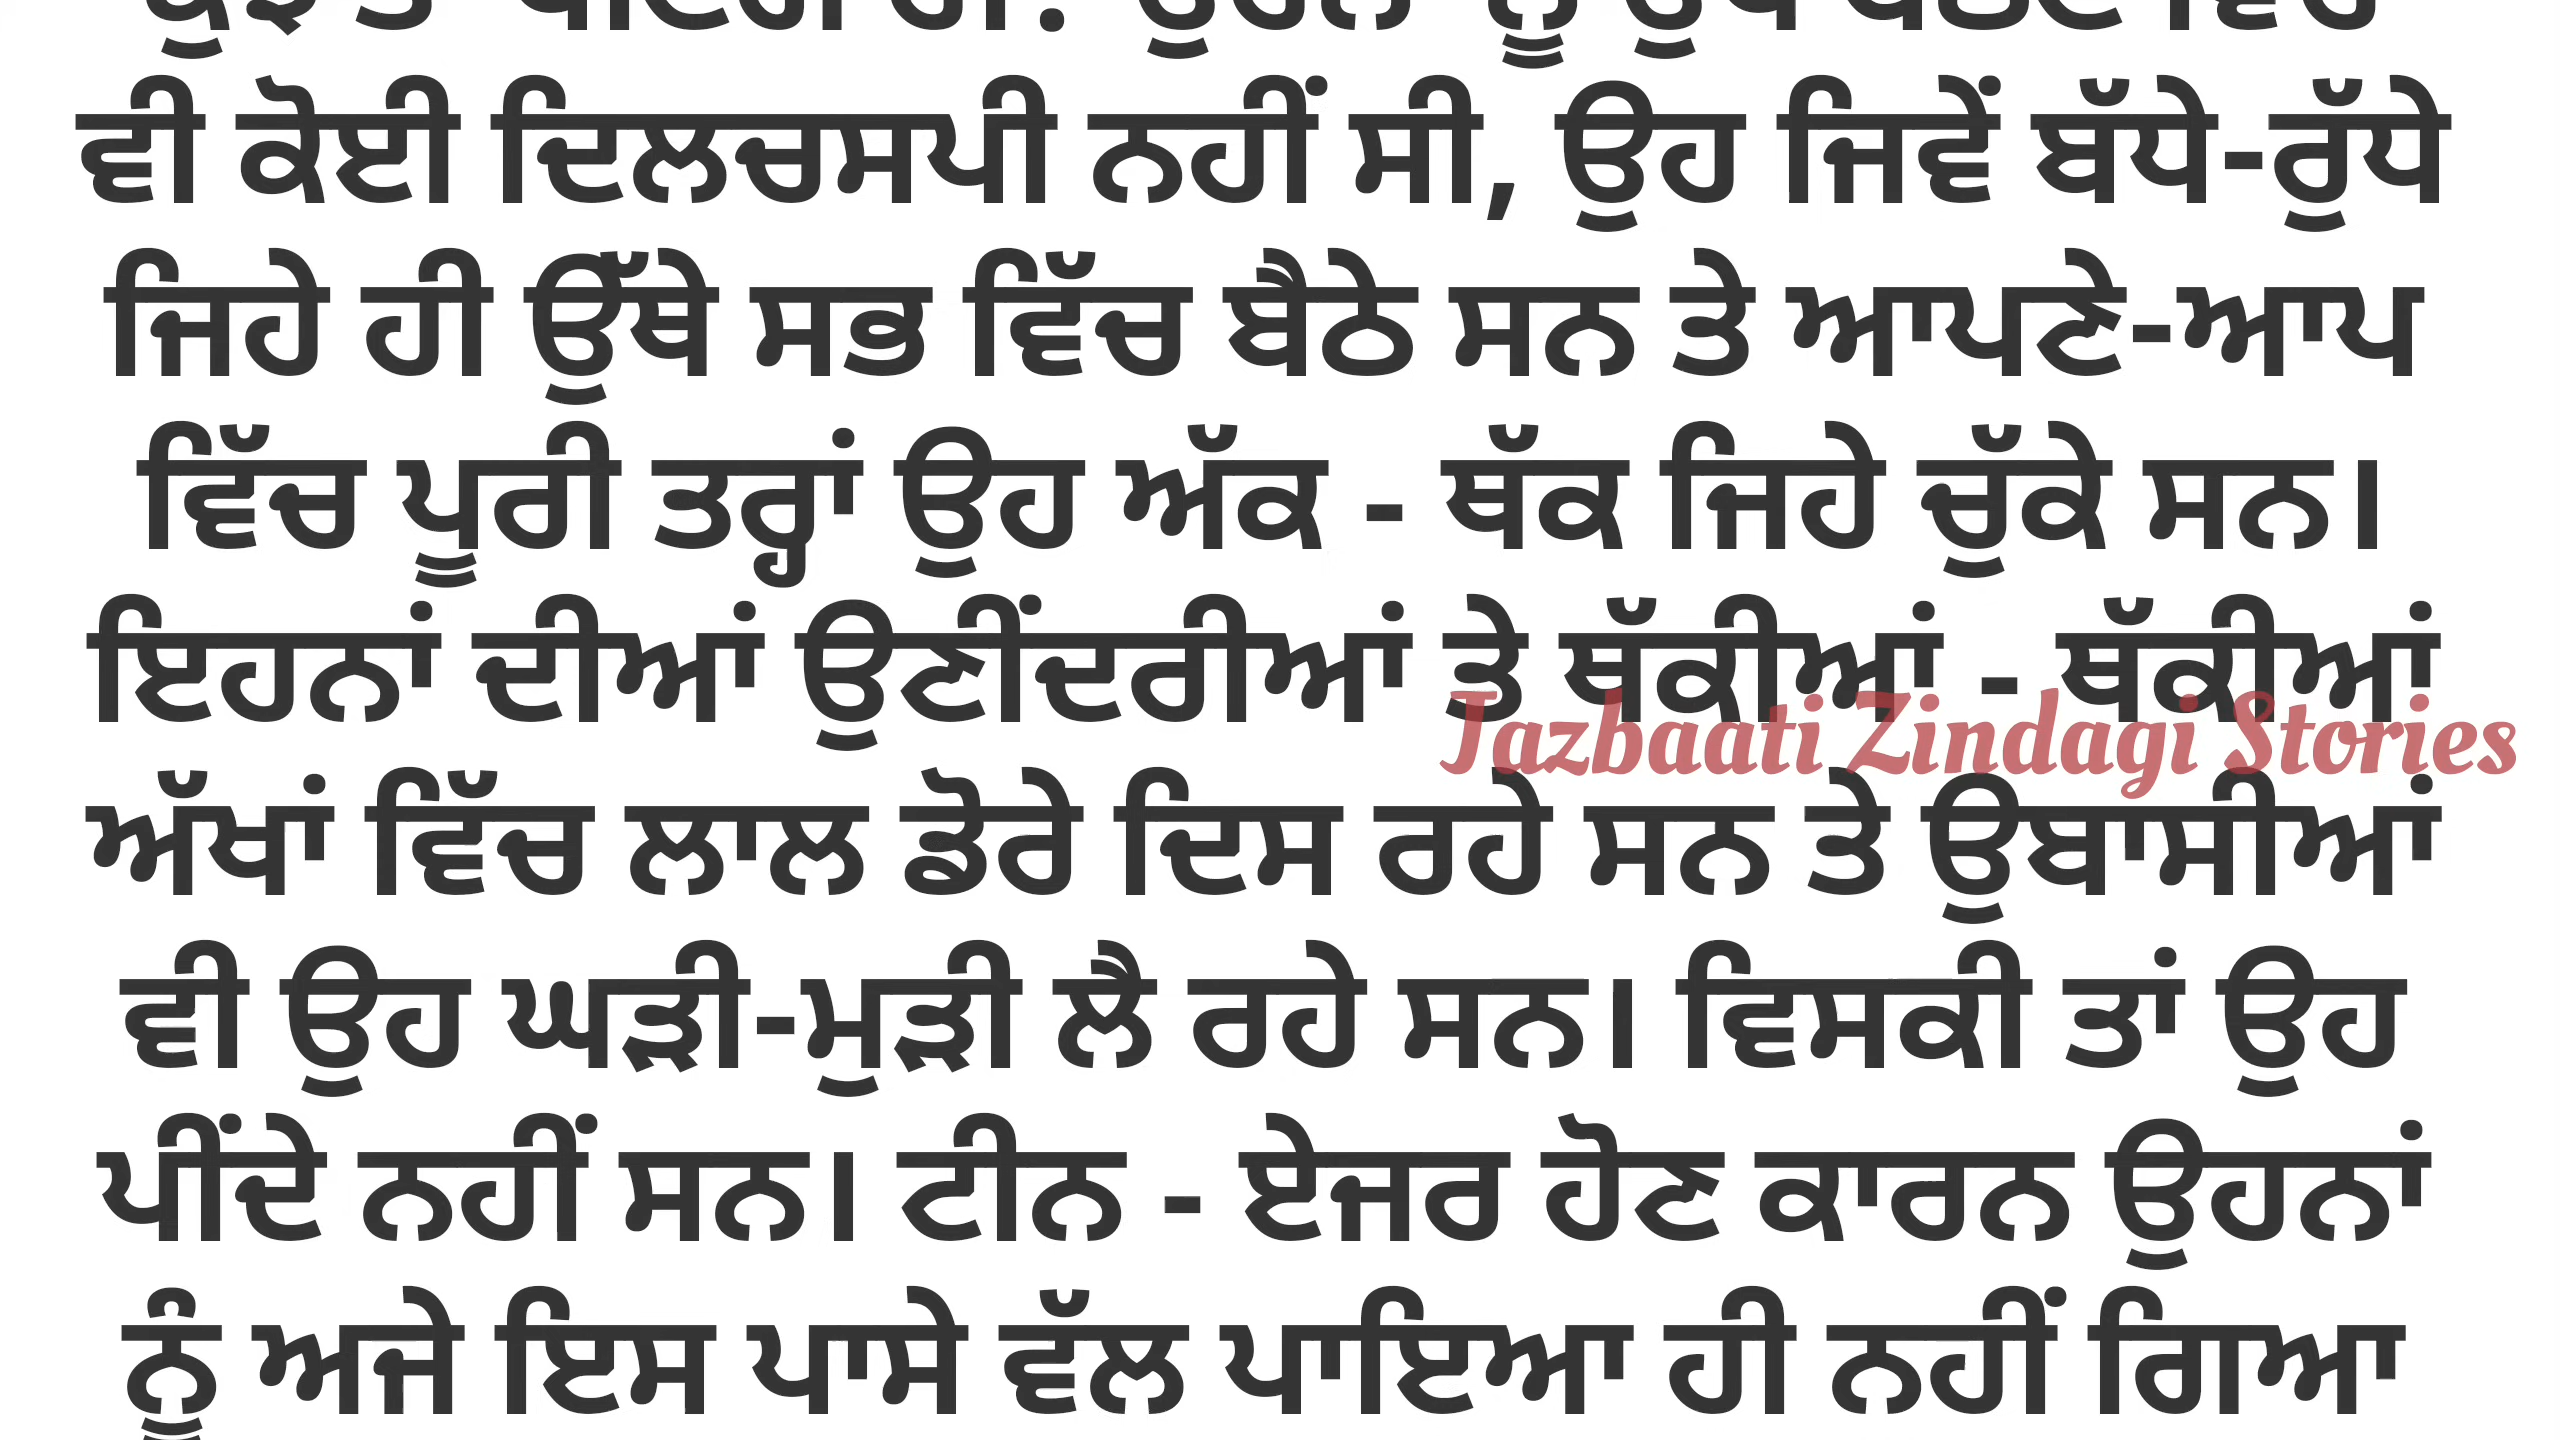 ਵੀ ਕੋਈ ਦਿਲਚਸਪੀ ਨਹੀਂ ਸੀ, ਉਹ ਜਿਵੇਂ ਬੱਧੇ-ਰੁੱਧੇ
ਜਿਹੇ ਹੀ ਉੱਥੇ ਸਭ ਵਿੱਚ ਬੈਠੇ ਸਨ ਤੇ ਆਪਣੇ-ਆਪ
ਵਿੱਚ ਪੂਰੀ ਤਰ੍ਹਾਂ ਉਹ ਅੱਕ - ਥੱਕ ਜਿਹੇ ਚੁੱਕੇ ਸਨ।
ਇਹਨਾਂ ਦੀਆਂ ਉਣੀਂਦਰੀਆਂ ਤੇ ਥੱਕੀਆਂ - ਥੱਕੀਆਂ
Jazbaati Zindagi Stories
ਅੱਖਾਂ ਵਿੱਚ ਲਾਲ ਡੋਰੇ ਦਿਸ ਰਹੇ ਸਨ ਤੇ ਉਬਾਸੀਆਂ
ਵੀ ਉਹ ਘੜੀ-ਮੁੜੀ ਲੈ ਰਹੇ ਸਨ। ਵਿਸਕੀ ਤਾਂ ਉਹ
ਪੀਂਦੇ ਨਹੀਂ ਸਨ। ਟੀਨ - ਏਜਰ ਹੋਣ ਕਾਰਨ ਉਹਨਾਂ
ਨੂੰ ਅਜੇ ਇਸ ਪਾਸੇ ਵੱਲ ਪਾਇਆ ਹੀ ਨਹੀਂ ਗਿਆ